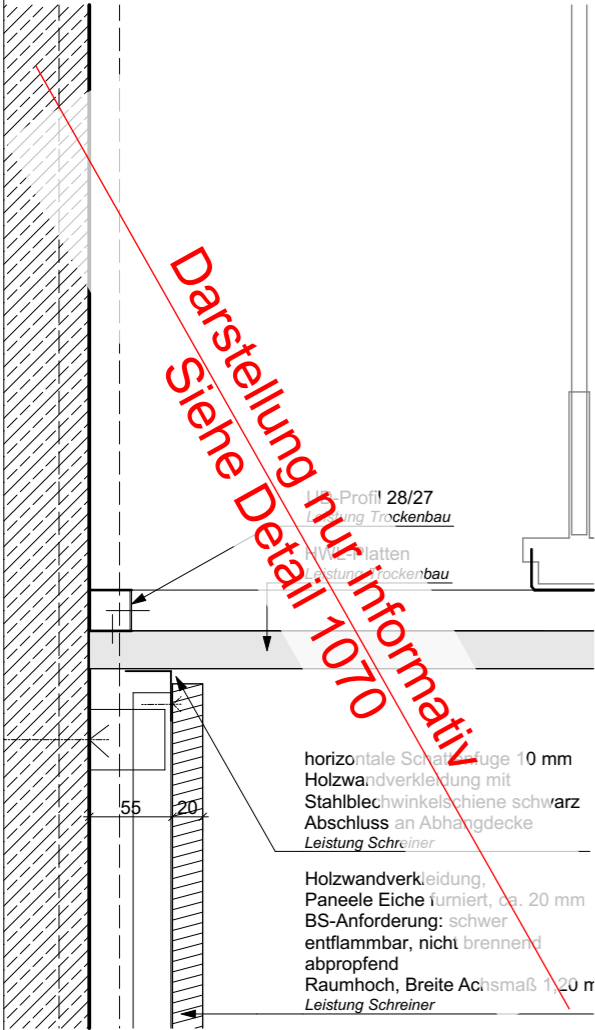 Darstellung nur informativ
Siehe Detail 1070
UD-Profil 28/27
Leistung Trockenbau
HWL-Platten
Leistung Trockenbau
55 20
horizontale Schattenfuge 10 mm
Holzwandverkleidung mit
Stahlblechwinkelschiene schwarz
Abschluss an Abhangdecke
Leistung Schreiner
Holzwandverkleidung,
Paneele Eiche furniert, ca. 20 mm
BS-Anforderung: schwer
entflammbar, nicht brennend
abpropfend
Raumhoch, Breite Achsmaß 1,20 m
Leistung Schreiner